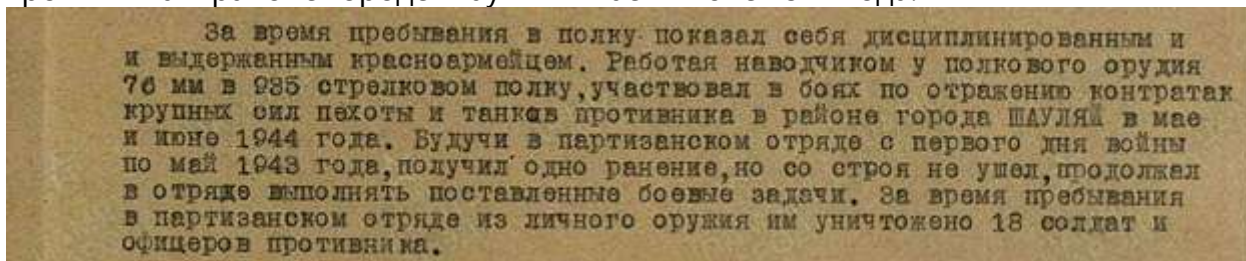 За время пребывания в полку показал себя дисциплинированным и
и выдержанным красноармейцем. Работая наводчиком у полкового орудия
76 мм в 935 стрелковом полку,участвовал в боях по отражению контратак
крупных сил пехоты и танков противника в районе города ШАУЛЯЙ в мае
и июне 1944 года. Будучи в партизанском отряде с первого дня войны
по май 1943 года,получил одно ранение,но со строя не ушел,продолжал
в отряде выполнять поставленные боевые задачи. За время пребывания
в партизанском отряде из личного оружия им уничтожено 18 солдат и
офицеров противника.